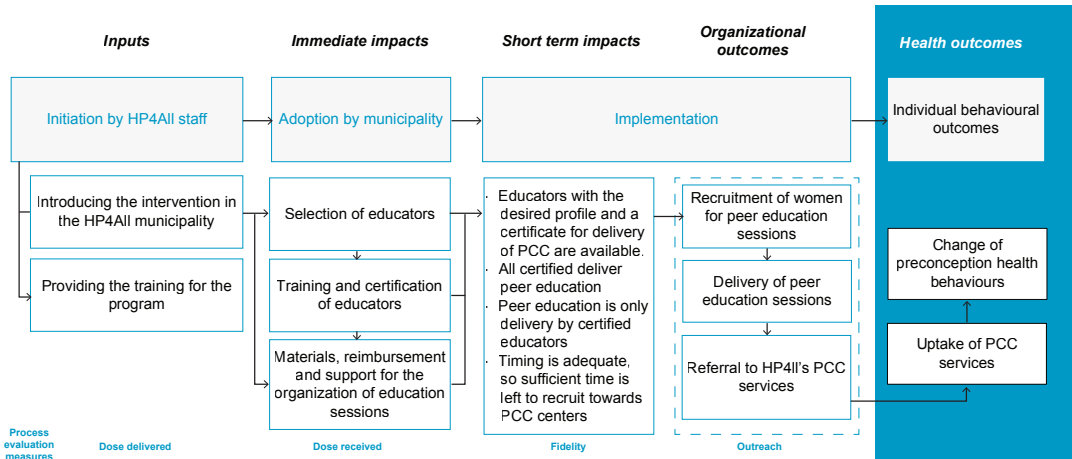 Inputs
Immediate impacts
Short term impacts
Organizational
outcomes
Health outcomes
Initiation by HP4All staff
Adoption by municipality
Implementation
Individual behavioural
outcomes
Introducing the intervention in
the HP4All municipality
Providing the training for the
program
Selection of educators
Training and certification
of educators
Materials, reimbursement
and support for the
organization of education
sessions
· Educators with the
desired profile and a
certificate for delivery
of PCC are available.
· All certified deliver
peer education
· Peer education is only
delivery by certified
educators
· Timing is adequate,
so sufficient time is
left to recruit towards
PCC centers
Recruitment of women
for peer education
sessions
Delivery of peer
education sessions
Referral to HP4ll's PCC
services
Change of
preconception health
behaviours
Uptake of PCC
services
Process
evaluation
measures
Dose delivered
Dose received
Fidelity
Outreach